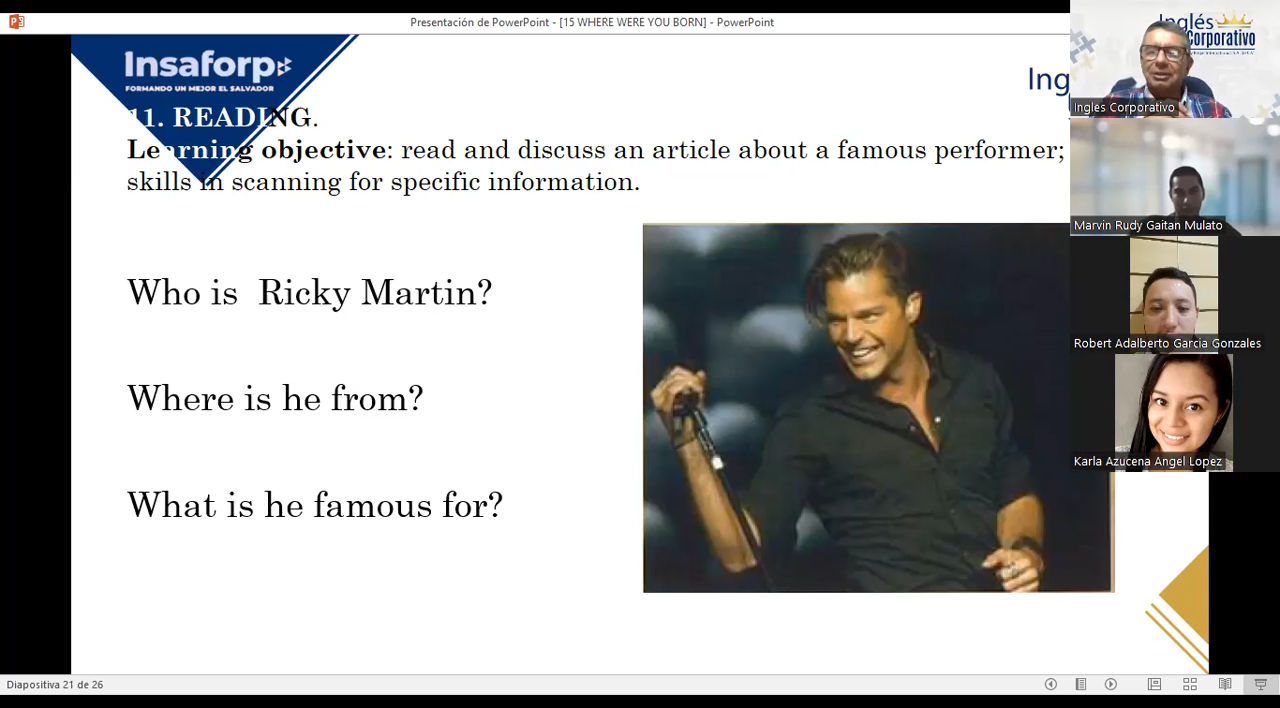 Presentación de PowerPoint - [15 WHERE WERE YOU BORN] - PowerPoint
Insaforp
FORMANDO UN MEJOR EL SALVADOR
Ing
11. READING.
Learning objective: read and discuss an article about a famous performer;
skills in scanning for specific information.
Who is Ricky Martin?
Where is he from?
What is he famous for?
Inglés
Corporativo
Ingles Corporativo
Marvin Rudy Gaitan Mulato
Robert Adalberto Garcia Gonzales
Karla Azucena Angel Lopez
Diapositiva 21 de 26